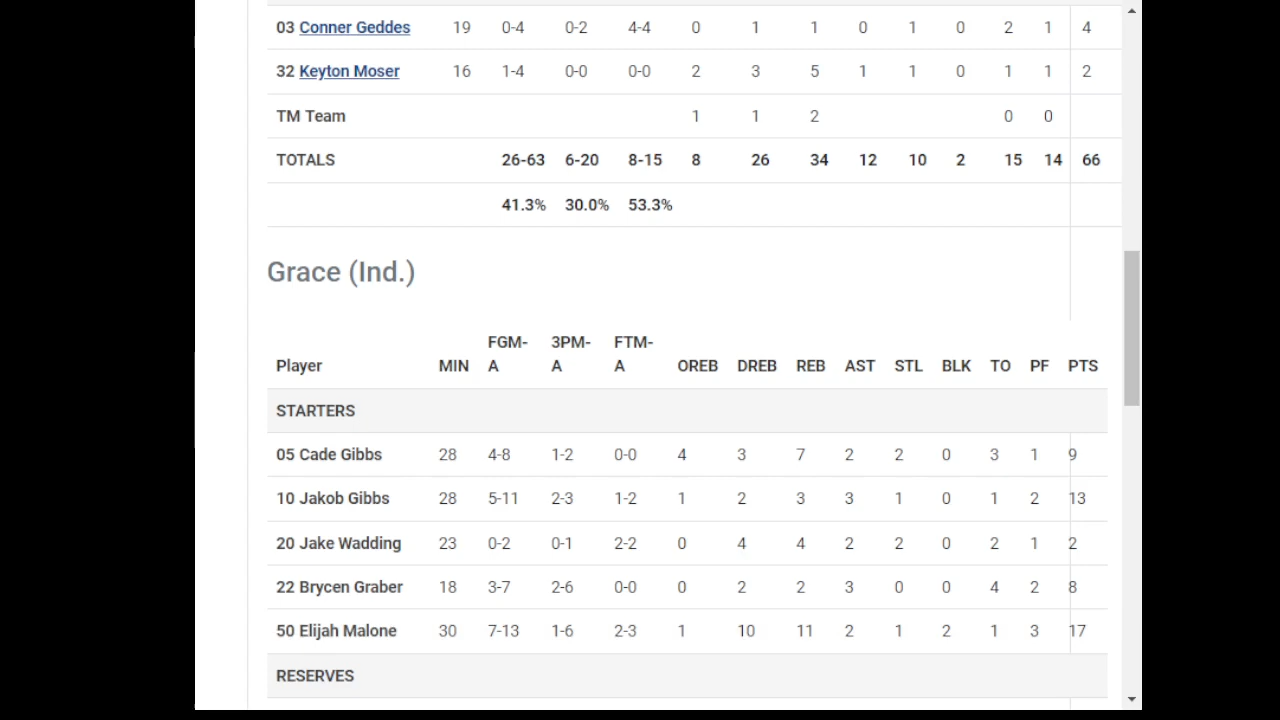 03 Conner Geddes 19 0-4 0-2 4-4 0 1 1 0 1 0 2 1 4
32 Keyton Moser 16 1-4 0-0 0-0 2 3 5 1 1 0 1 1 2
TM Team 1 1 2 0 0
TOTALS 26-63 6-20 8-15 8 26 34 12 10 2 15 14 66
41.3% 30.0% 53.3%
Grace (Ind.)
FGM- 3PM- FTM-
Player MIN A A A OREB DREB REB AST STL BLK TO PF PTS
STARTERS
05 Cade Gibbs 28 4-8 1-2 0-0 4 3 7 2 2 0 3 1 9
10 Jakob Gibbs 28 5-11 2-3 1-2 1 2 3 3 1 0 1 2 13
20 Jake Wadding 23 0-2 0-1 2-2 0 4 4 2 2 0 2 1 2
22 Brycen Graber 18 3-7 2-6 0-0 0 2 2 3 0 0 4 2 8
50 Elijah Malone 30 7-13 1-6 2-3 1 10 11 2 1 2 1 3 17
RESERVES